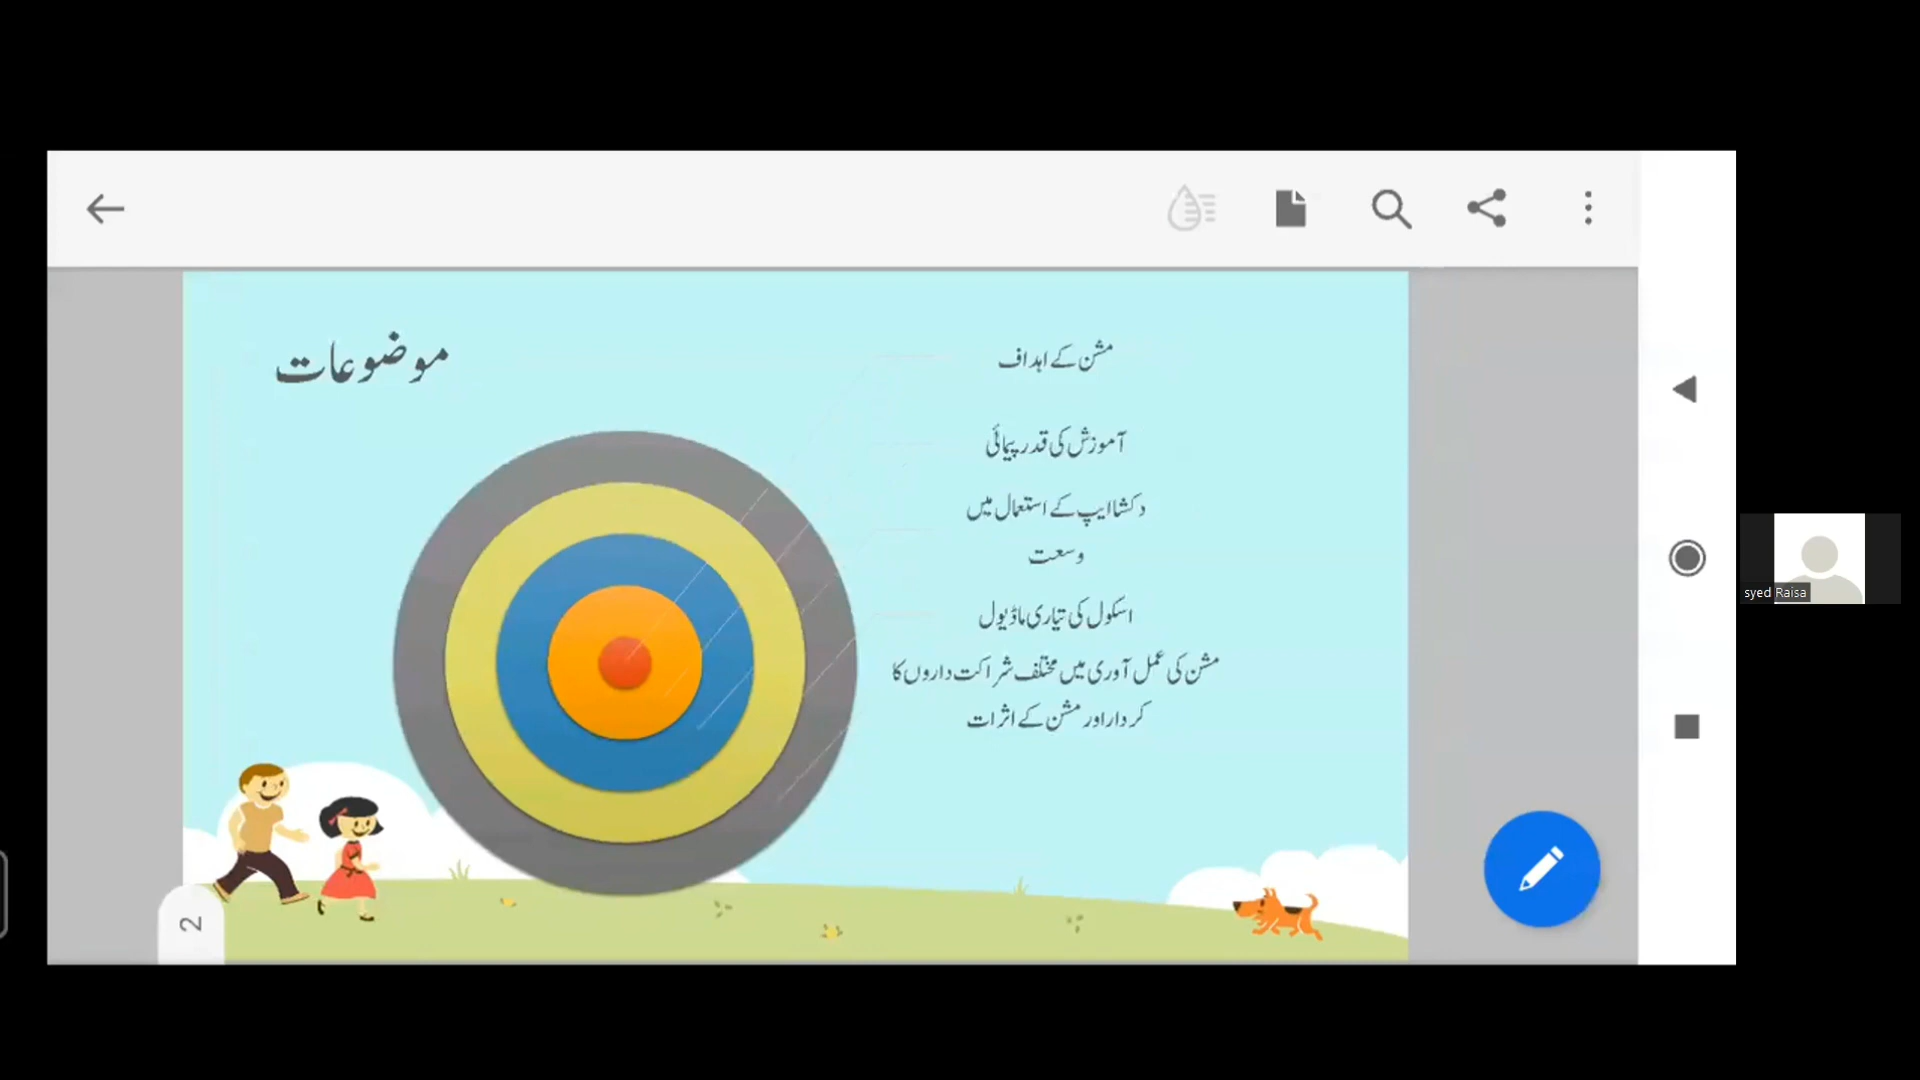 موضوعات
مشن کے اہداف
آموزش کی قدر پیمائی
دکشا ایپ کے استعمال میں
وسعت
اسکول کی تیاری ماڈیول
مشن کی عمل آوری میں مختلف شراکت داروں کا
کردار اور مشن کے اثرات
2
syed Raisa